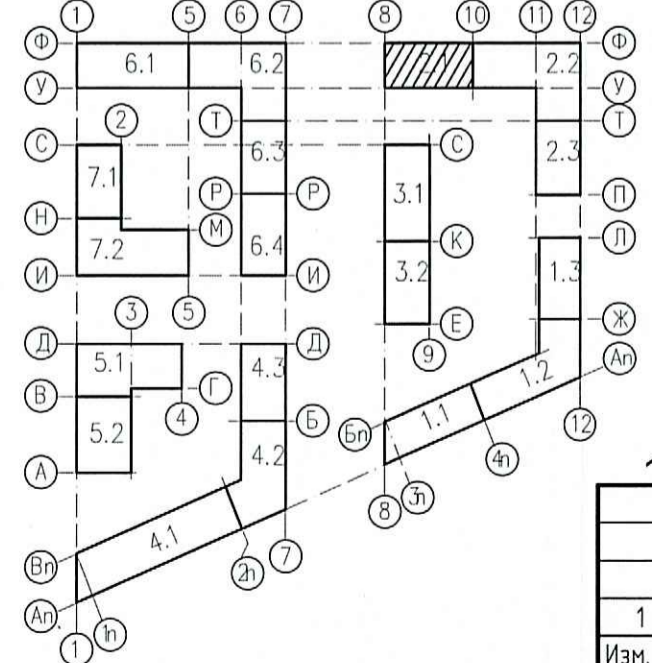 1 5 6 7 8 10 11 12
Ф 6.1 6.2 2.1 2.2 Ф
У У
2 Т Т
С 6.3 С 2.3
7.1 Р Р 3.1 П
Н М К Л
7.2 6.4 3.2 1.3
И И
3 5 Е Ж
Д 5.1 4.3 Д 9 1.2 Ап
В Г
5.2 4 Б Бп 1.1
А 4.2 4п 12
8 3п
4.1
Вп 2п 7
Ап 1п
1 1
Изм.